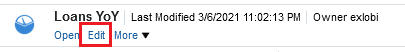 Loans YoY | Last Modified 3/6/2021 11:02:13 PM | Owner exlobi
Open Edit More